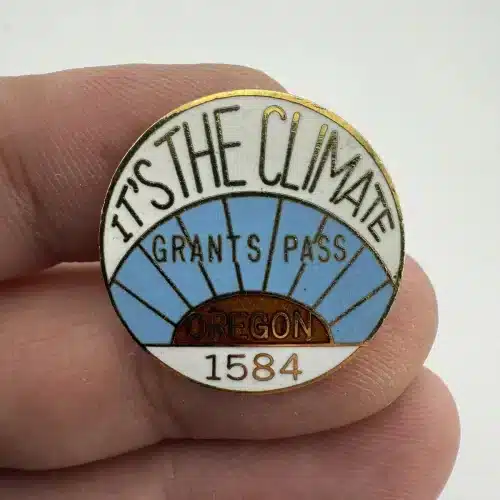 IT'S THE CLIMATE
GRANTS PASS
OREGON
1584